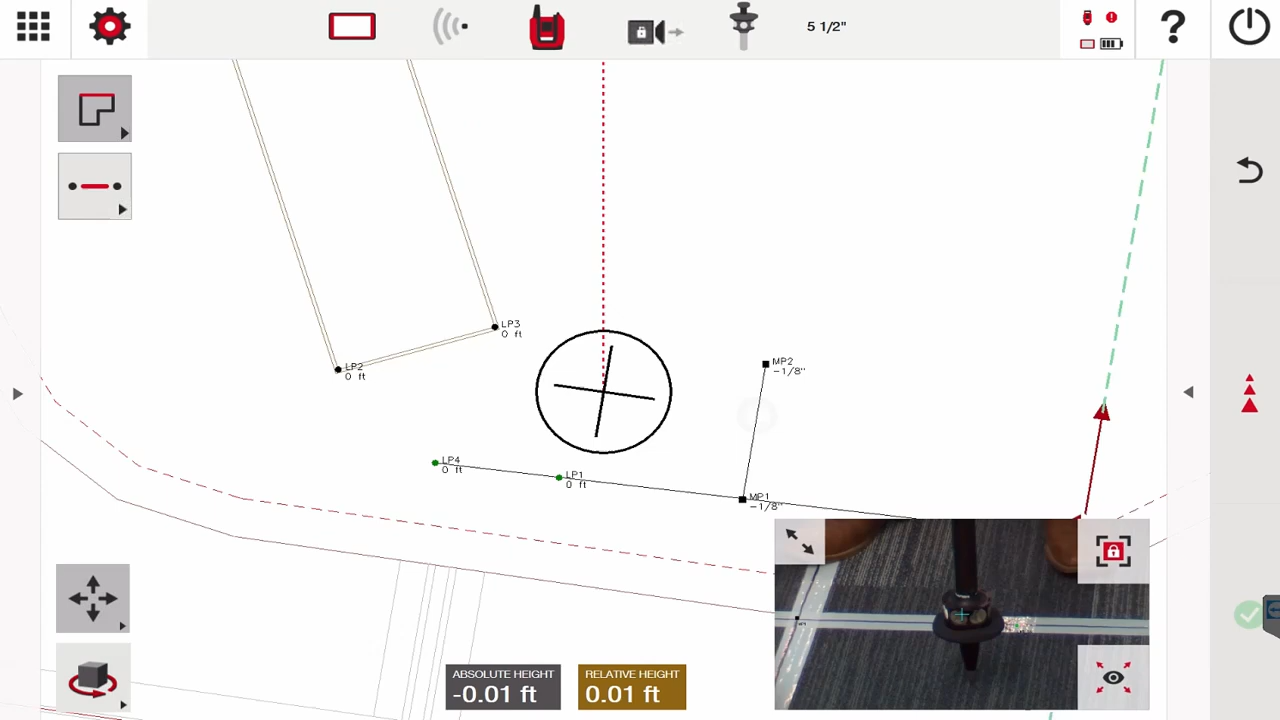 ?
5 1/2"
LP3
0 ft
LP2
0 ft
MP2
-1/8"
LP4
0 ft
LP1
0 ft
MP1
-1/8"
ABSOLUTE HEIGHT
-0.01 ft
RELATIVE HEIGHT
0.01 ft